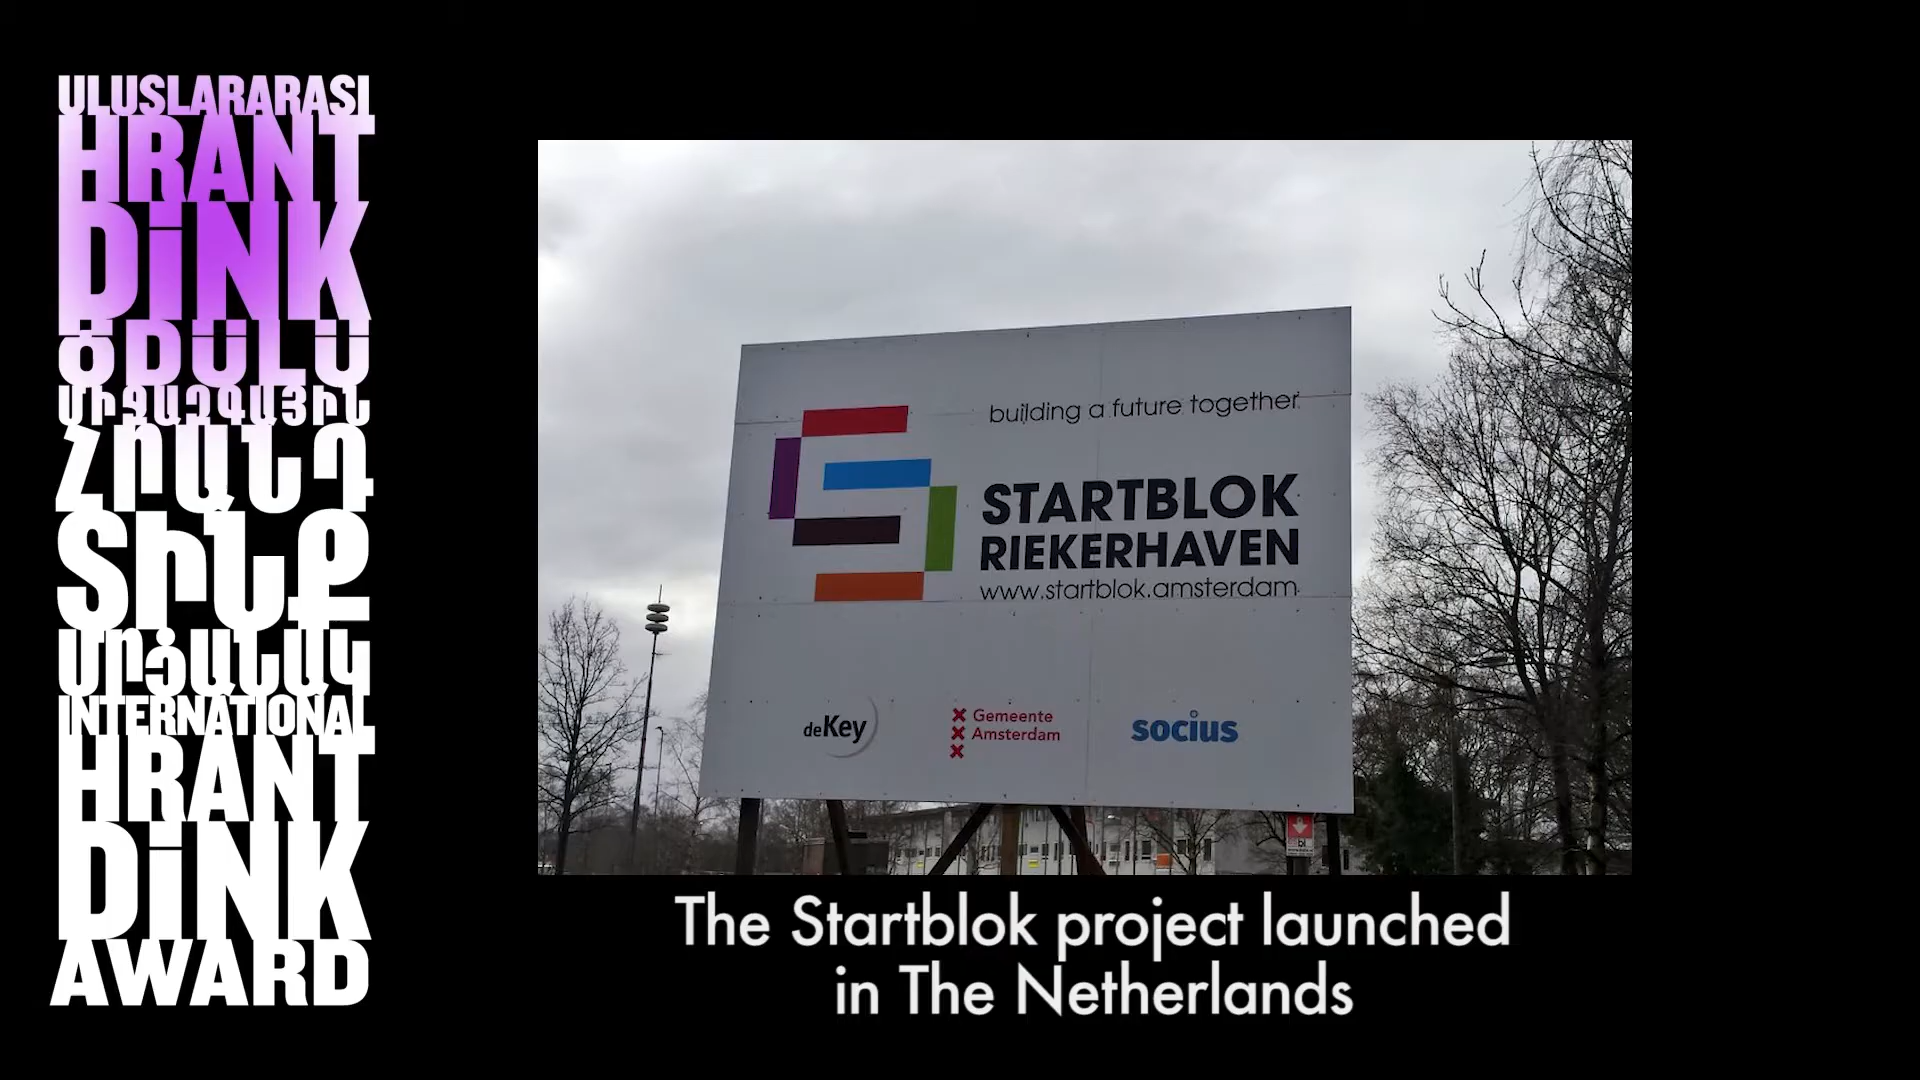 ULUSLARARASI
HRANT
DiNK
ÖDÜLÜ
ՄԻՋԱԶԳԱՅԻՆ
ՀՐԱՆԴ
ՏԻՆՔ
ՄՐՑԱՆԱԿ
INTERNATIONAL
HRANT
DiNK
AWARD
building a future together
STARTBLOK
RIEKERHAVEN
www.startblok.amsterdam
deKey
Gemeente
Amsterdam
socius
The Startblok project launched
in The Netherlands